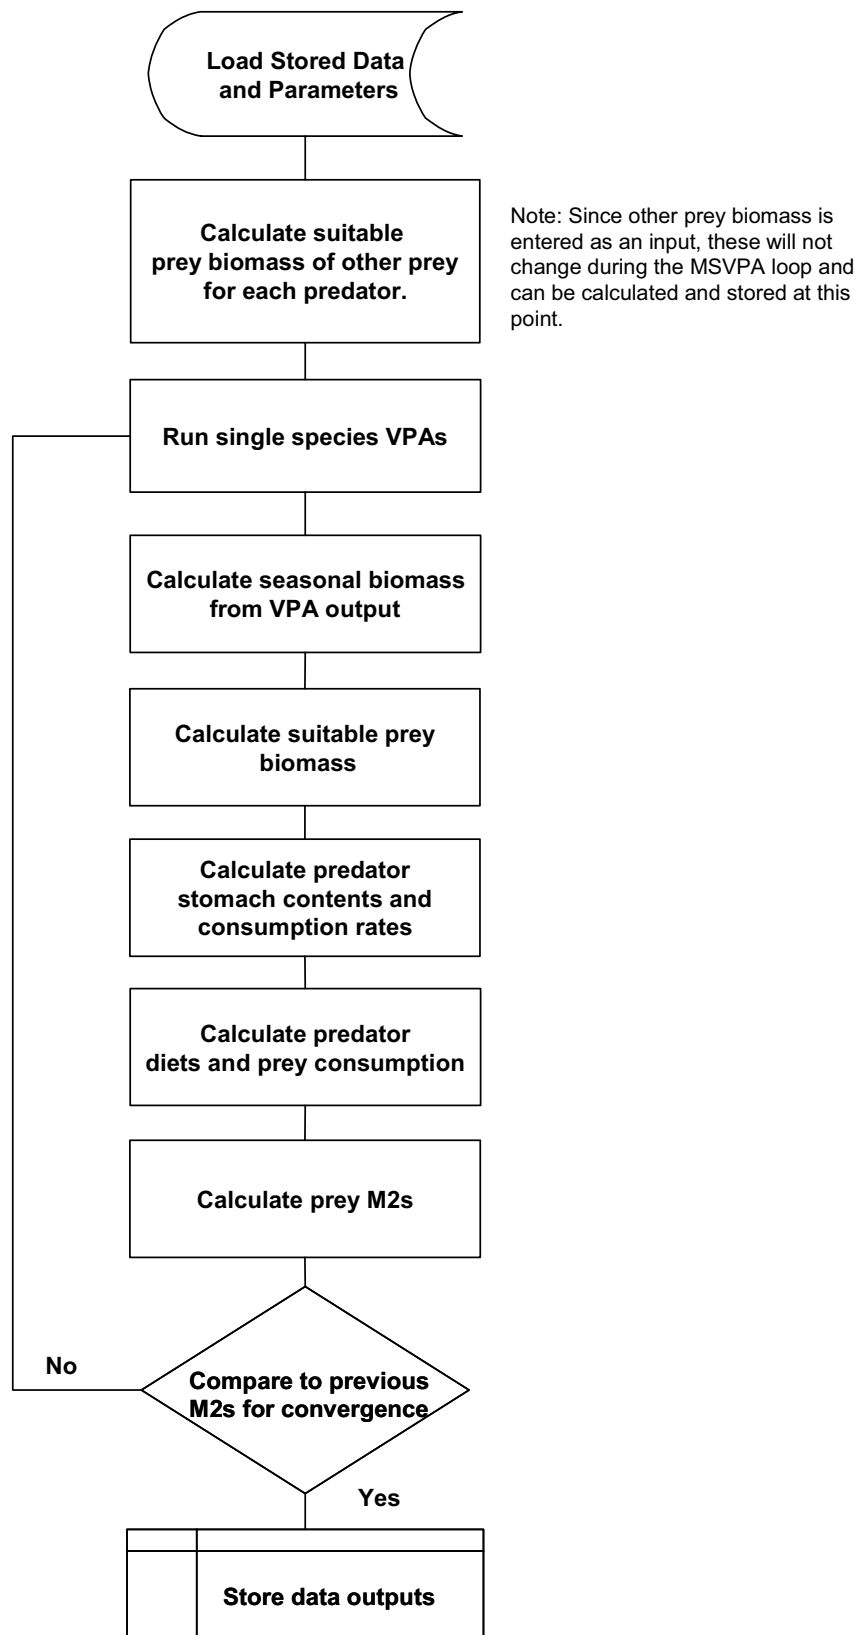 Load Stored Data
and Parameters
Calculate suitable
prey biomass of other prey
for each predator.
Note: Since other prey biomass is
entered as an input, these will not
change during the MSVPA loop and
can be calculated and stored at this
point.
Run single species VPAs
Calculate seasonal biomass
from VPA output
Calculate suitable prey
biomass
Calculate predator
stomach contents and
consumption rates
Calculate predator
diets and prey consumption
Calculate prey M2s
No
Compare to previous
M2s for convergence
Yes
Store data outputs